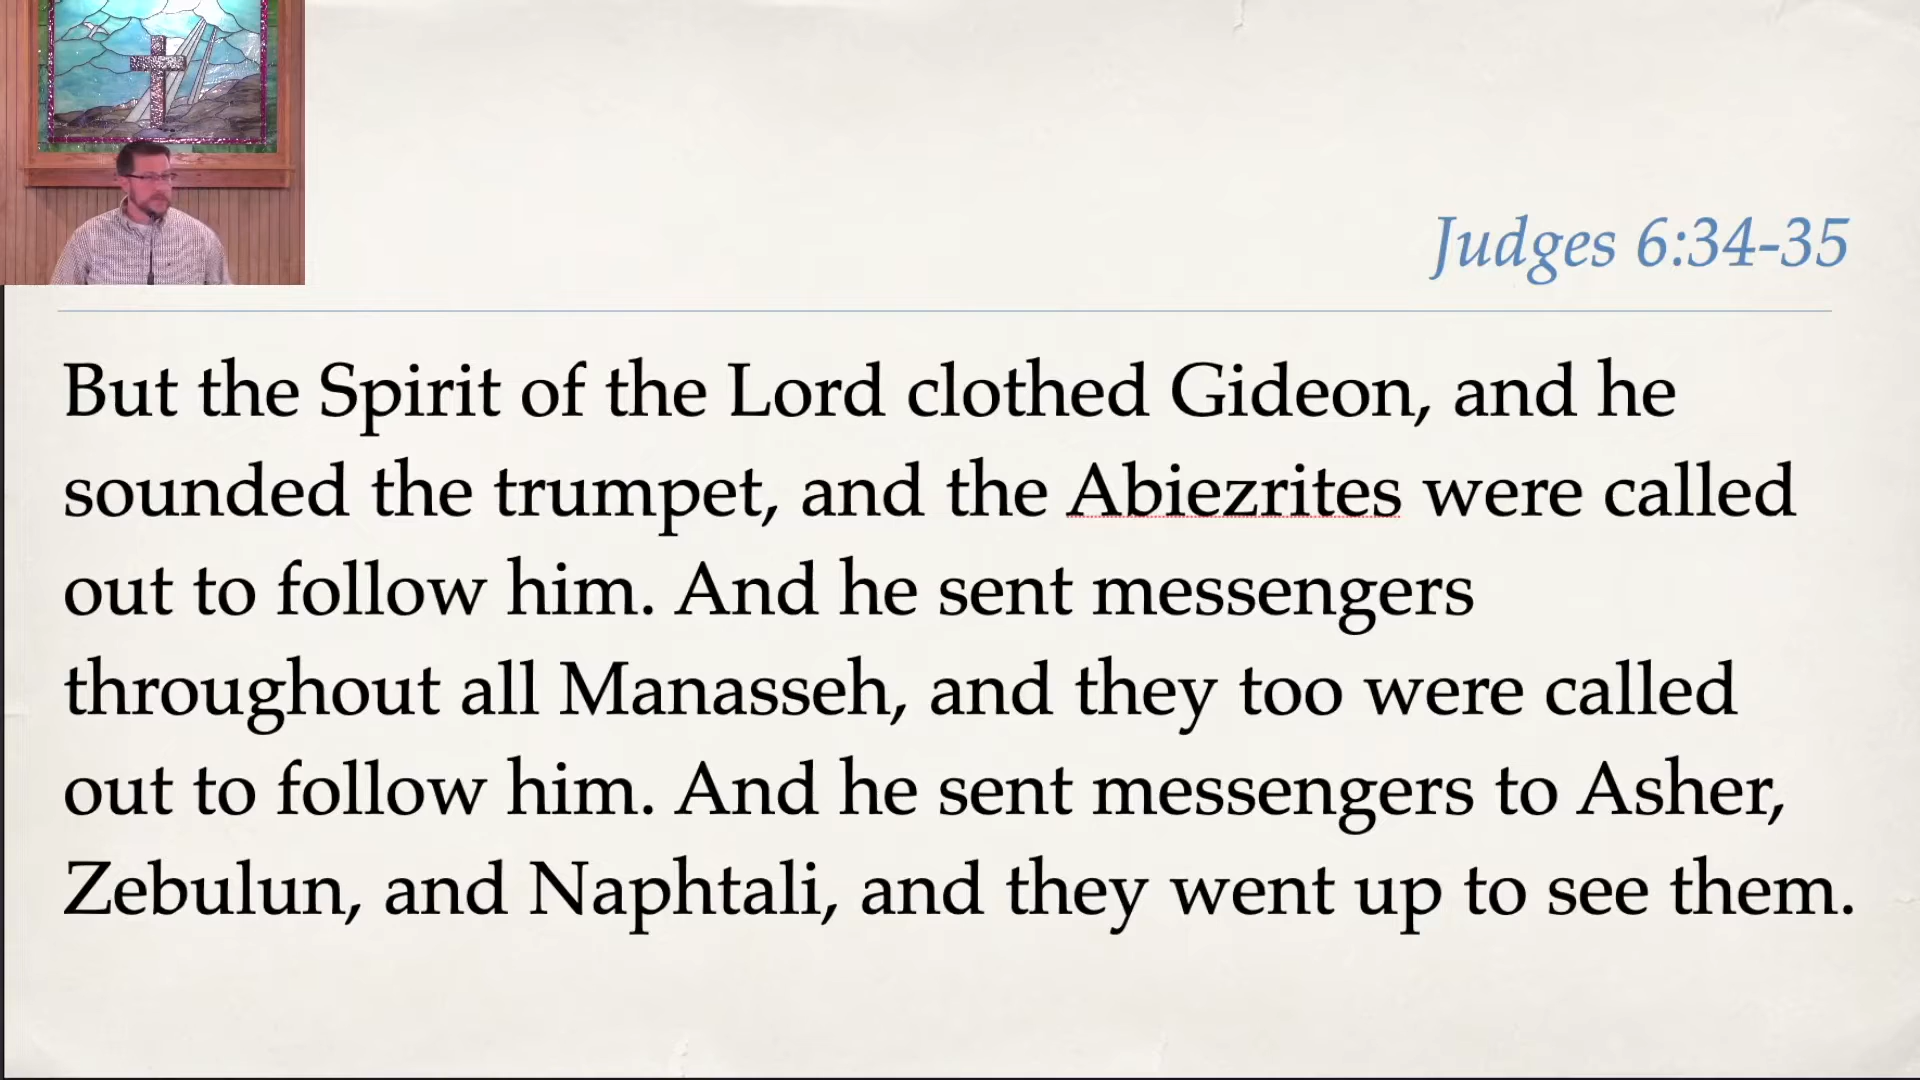 Judges 6:34-35
But the Spirit of the Lord clothed Gideon, and he
sounded the trumpet, and the Abiezrites were called
out to follow him. And he sent messengers
throughout all Manasseh, and they too were called
out to follow him. And he sent messengers to Asher,
Zebulun, and Naphtali, and they went up to see them.